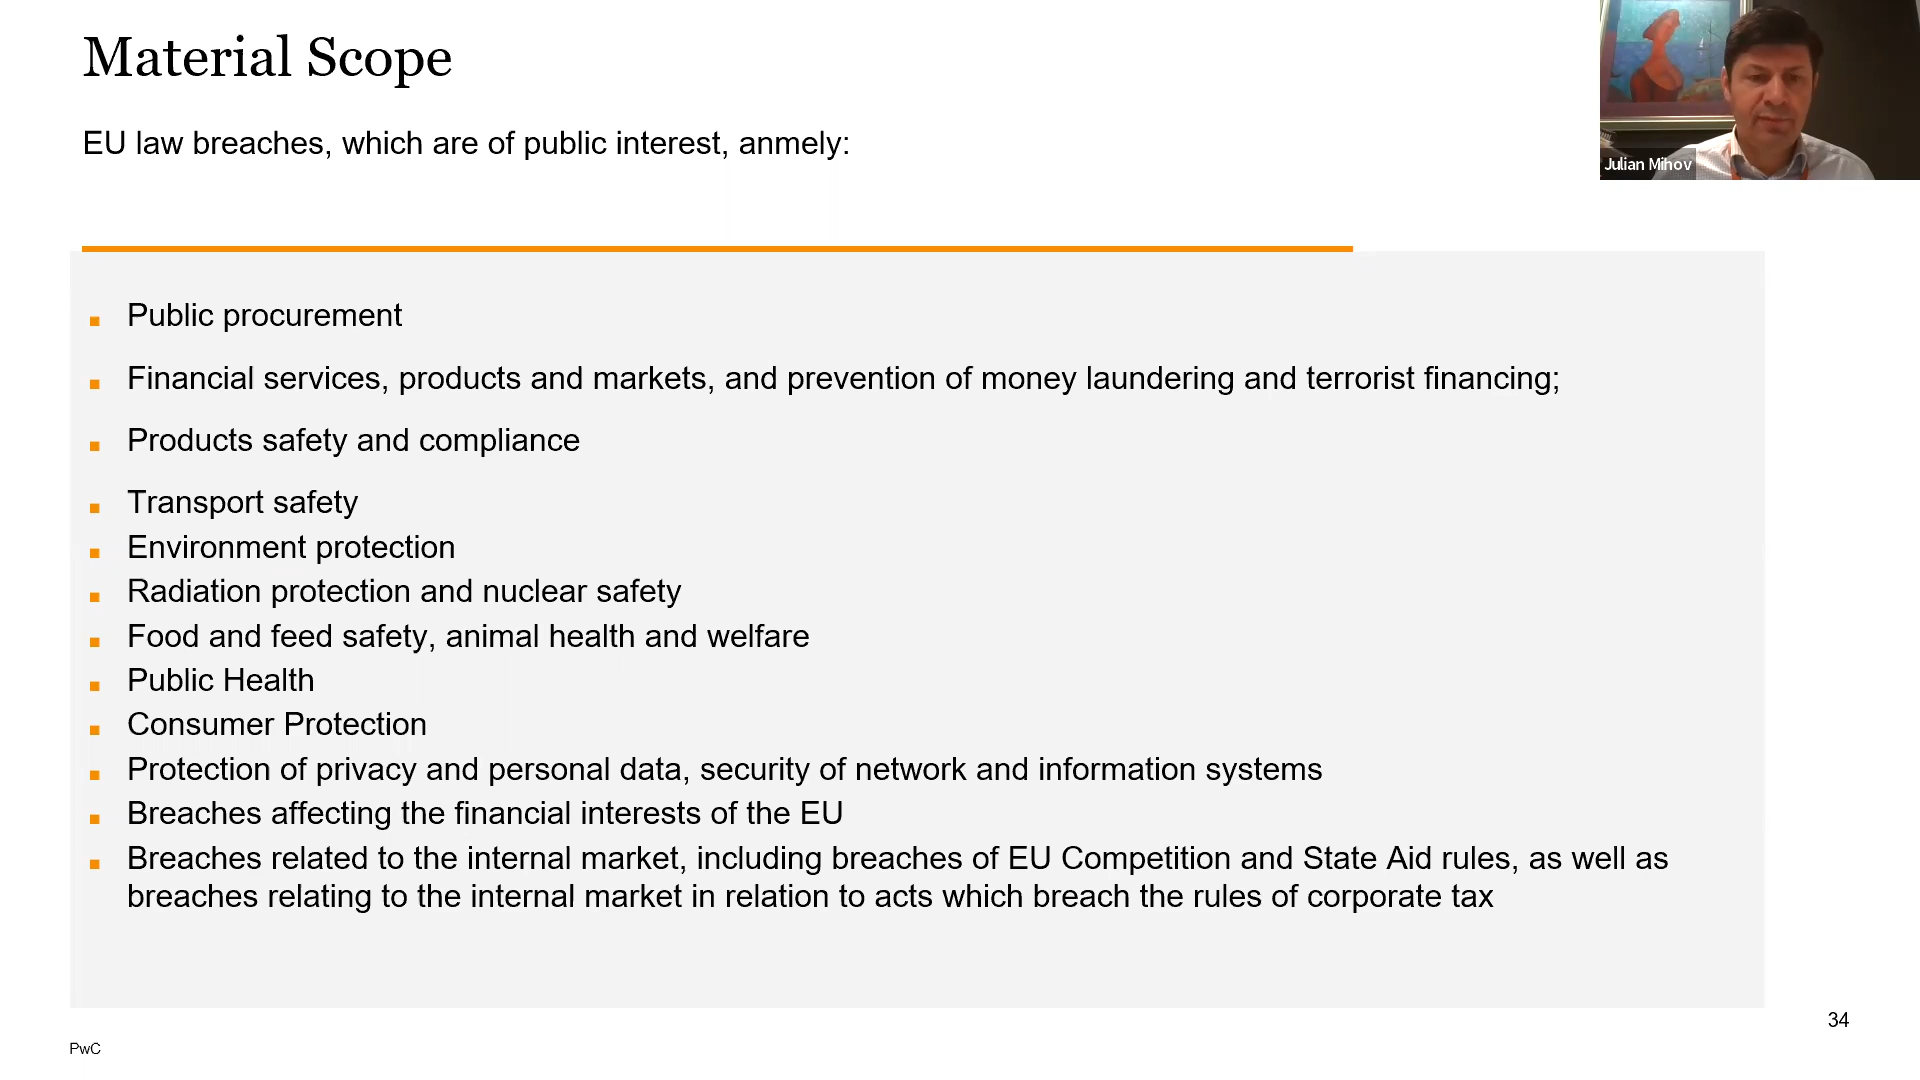 Material Scope
Julian Mihov
EU law breaches, which are of public interest, anmely:
Public procurement
Financial services, products and markets, and prevention of money laundering and terrorist financing;
Products safety and compliance
Transport safety
Environment protection
Radiation protection and nuclear safety
Food and feed safety, animal health and welfare
Public Health
Consumer Protection
Protection of privacy and personal data, security of network and information systems
Breaches affecting the financial interests of the EU
Breaches related to the internal market, including breaches of EU Competition and State Aid rules, as well as
breaches relating to the internal market in relation to acts which breach the rules of corporate tax
34
PwC